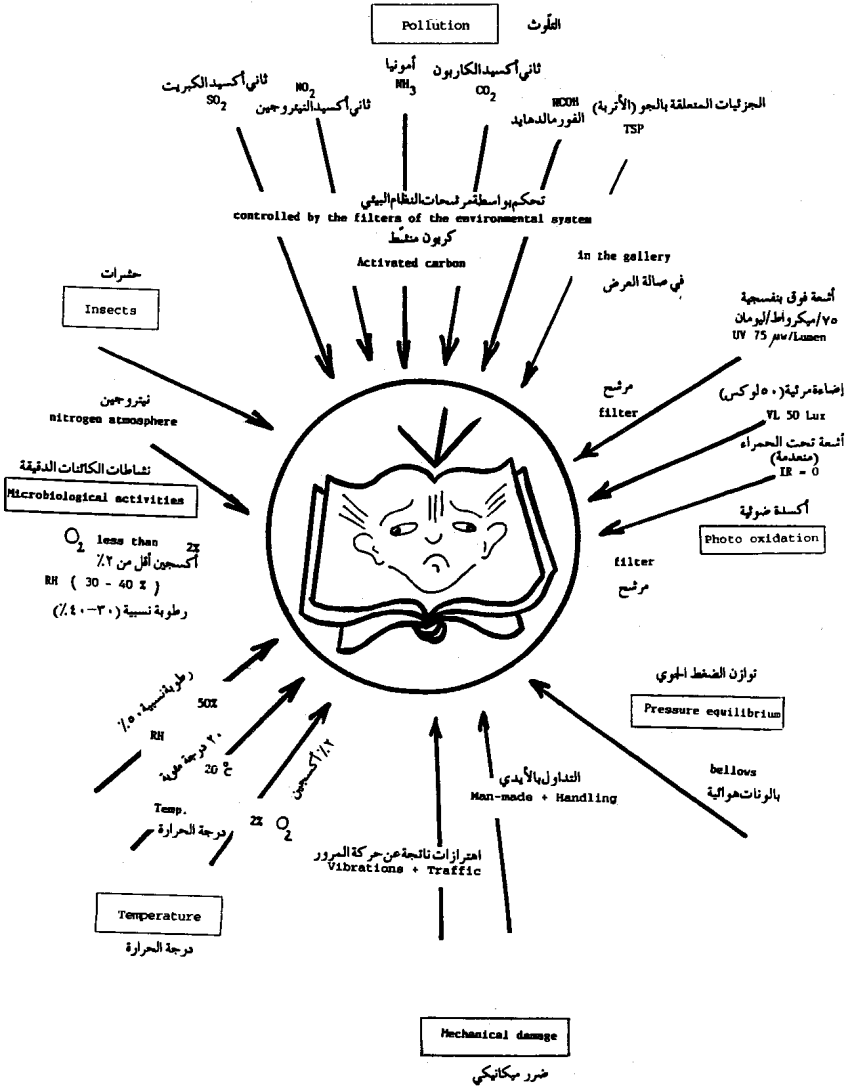 Pollution التلّوث
ثاني أكسيد الكبريت
SO2
NO2
ثاني أكسيد النيتروجين
أمونيا
NH3
ثاني أكسيد الكاربون
CO2
HCOH
الفورمالدهايد
الجزئيات المتعلقة بالجو (الأتربة)
TSP
تحكم بواسطة مرشحات النظام البيئي
controlled by the filters of the environmental system
كربون منشّط
Activated carbon
in the gallery
في صالة العرض
حشرات
Insects
نيتروجين
nitrogen atmosphere
نشاطات الكائنات الدقيقة
Microbiological activities
O2 less than 2%
أكسجين أقل من ٢٪
RH ( 30 - 40 % )
رطوبة نسبية (٣٠-٤٠٪)
أشعة فوق بنفسجية
٧٥/ميكرواط/ليومان
UV 75 μw/Lumen
مرشح
filter
إضاءة مرئية (٥٠ لوكس)
VL 50 Lux
أشعة تحت الحمراء
(منعدمة)
IR = 0
أكسدة ضوئية
Photo oxidation
filter
مرشح
رطوبة نسبية ٥٠٪
50%
RH
٢٠ درجة مئوية
20 °C
Temp.
درجة الحرارة
٢٪ أكسجين
2% O2
Temperature
درجة الحرارة
توازن الضغط الجوي
Pressure equilibrium
bellows
بالونات هوائية
التداول بالأيدي
Man-made + Handling
اهتزازات ناتجة عن حركة المرور
Vibrations + Traffic
Mechanical damage
ضرر ميكانيكي